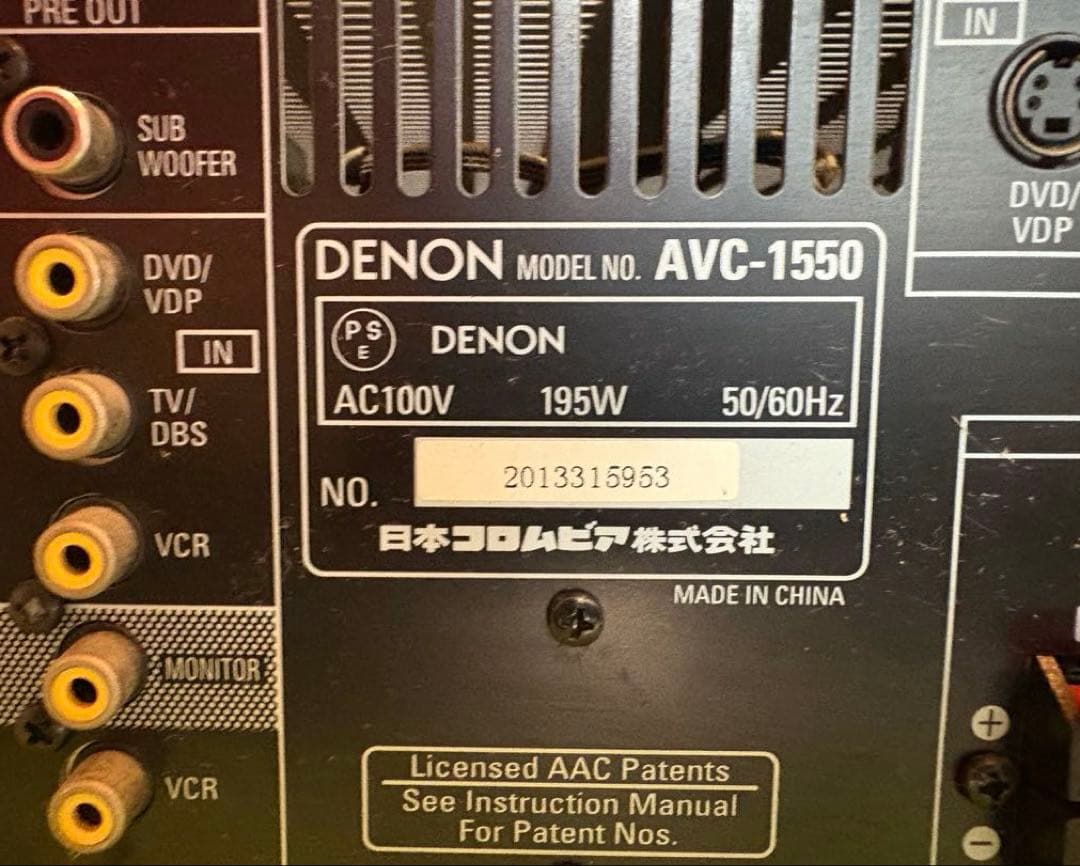 PRE OUT
SUB
WOOFER
DVD/
VDP
IN
TV/
DBS
VCR
MONITOR
VCR
DENON MODEL NO. AVC-1550
PS
E
DENON
AC100V 195W 50/60Hz
NO. 2013315953
日本コロムビア株式会社
MADE IN CHINA
Licensed AAC Patents
See Instruction Manual
For Patent Nos.
IN
DVD/
VDP
+
−